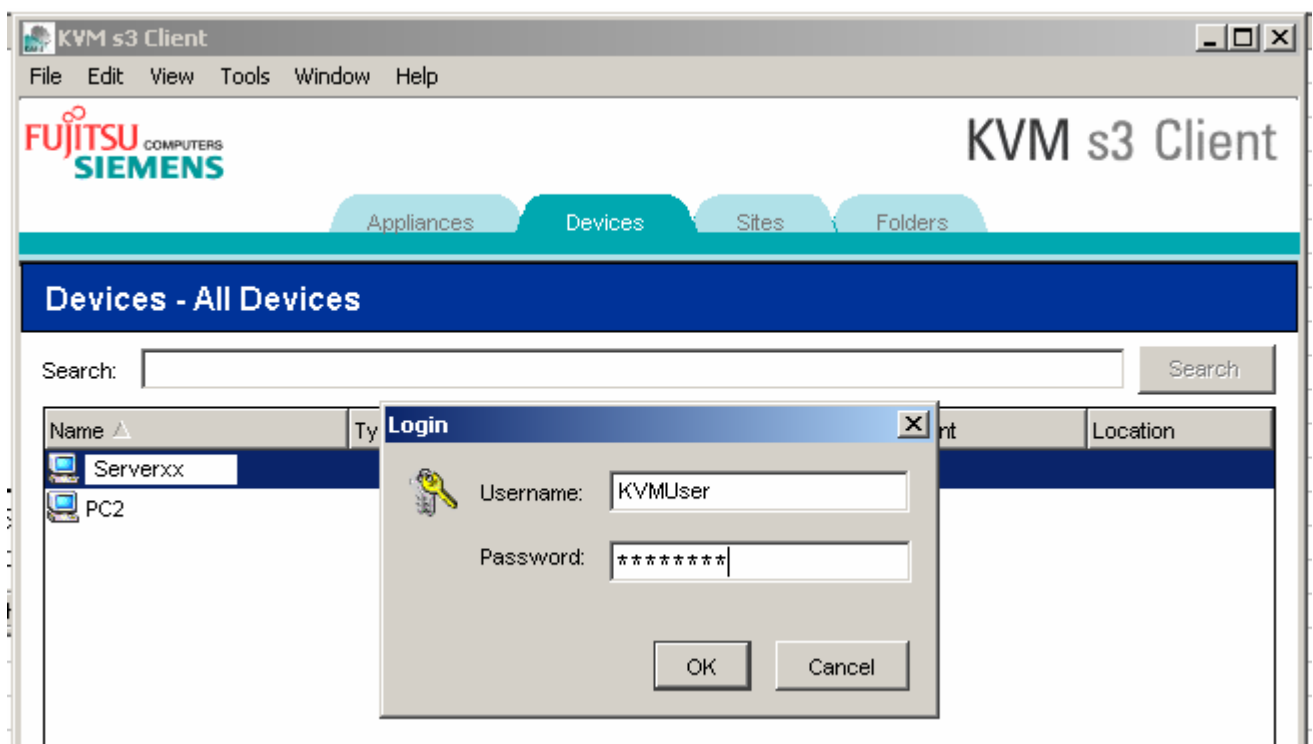 KVM s3 Client
File Edit View Tools Window Help
FUJITSU COMPUTERS
SIEMENS
KVM s3 Client
Appliances Devices Sites Folders
Devices - All Devices
Search: Search
Name Ty nt Location
Serverxx
PC2
Login
Username: KVMUser
Password: ********
OK Cancel